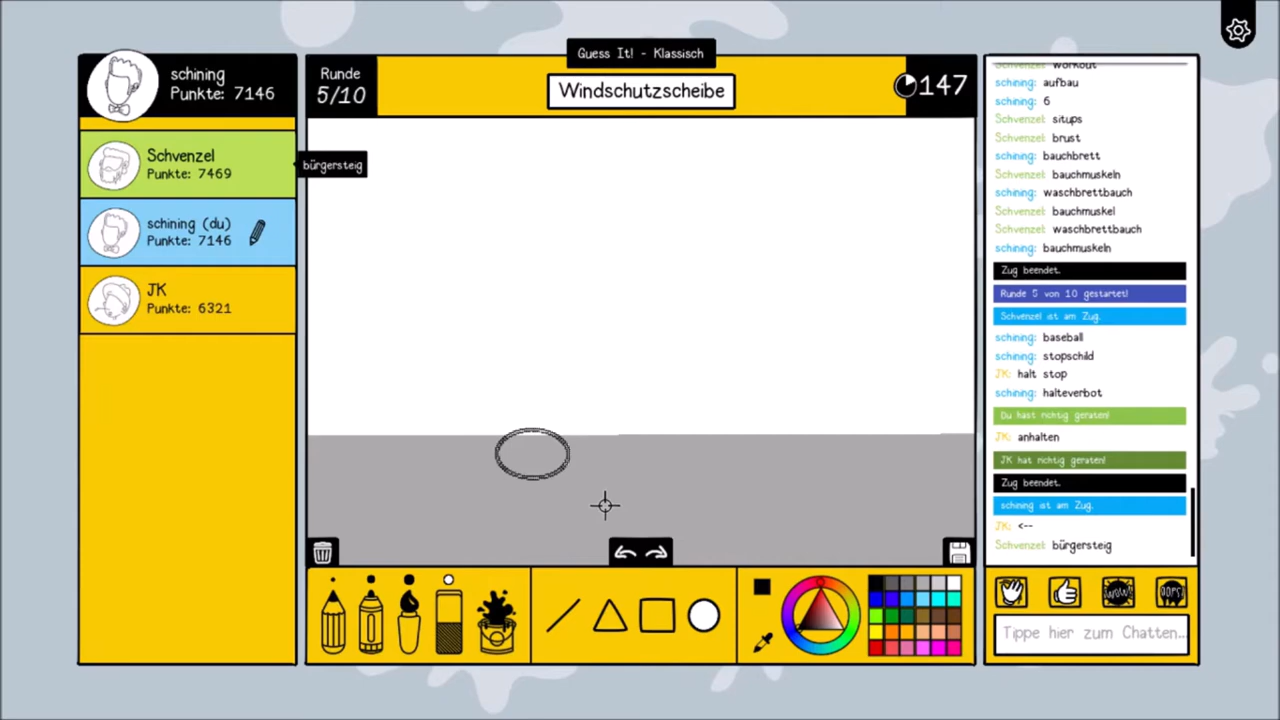 Guess It! - Klassisch
schining
Punkte: 7146
Runde
5/10
Windschutzscheibe
147
Schvenzel
Punkte: 7469
bürgersteig
schining (du)
Punkte: 7146
JK
Punkte: 6321
Schvenzel: workout
schining: aufbau
schining: 6
Schvenzel: situps
Schvenzel: brust
schining: bauchbrett
Schvenzel: bauchmuskeln
schining: waschbrettbauch
Schvenzel: bauchmuskel
Schvenzel: waschbrettbauch
schining: bauchmuskeln
Zug beendet.
Runde 5 von 10 gestartet!
Schvenzel ist am Zug.
schining: baseball
schining: stopschild
JK: halt stop
schining: halteverbot
Du hast richtig geraten!
JK: anhalten
JK hat richtig geraten!
Zug beendet.
schining ist am Zug.
JK: <--
Schvenzel: bürgersteig
WOW!
OOPS!
Tippe hier zum Chatten...